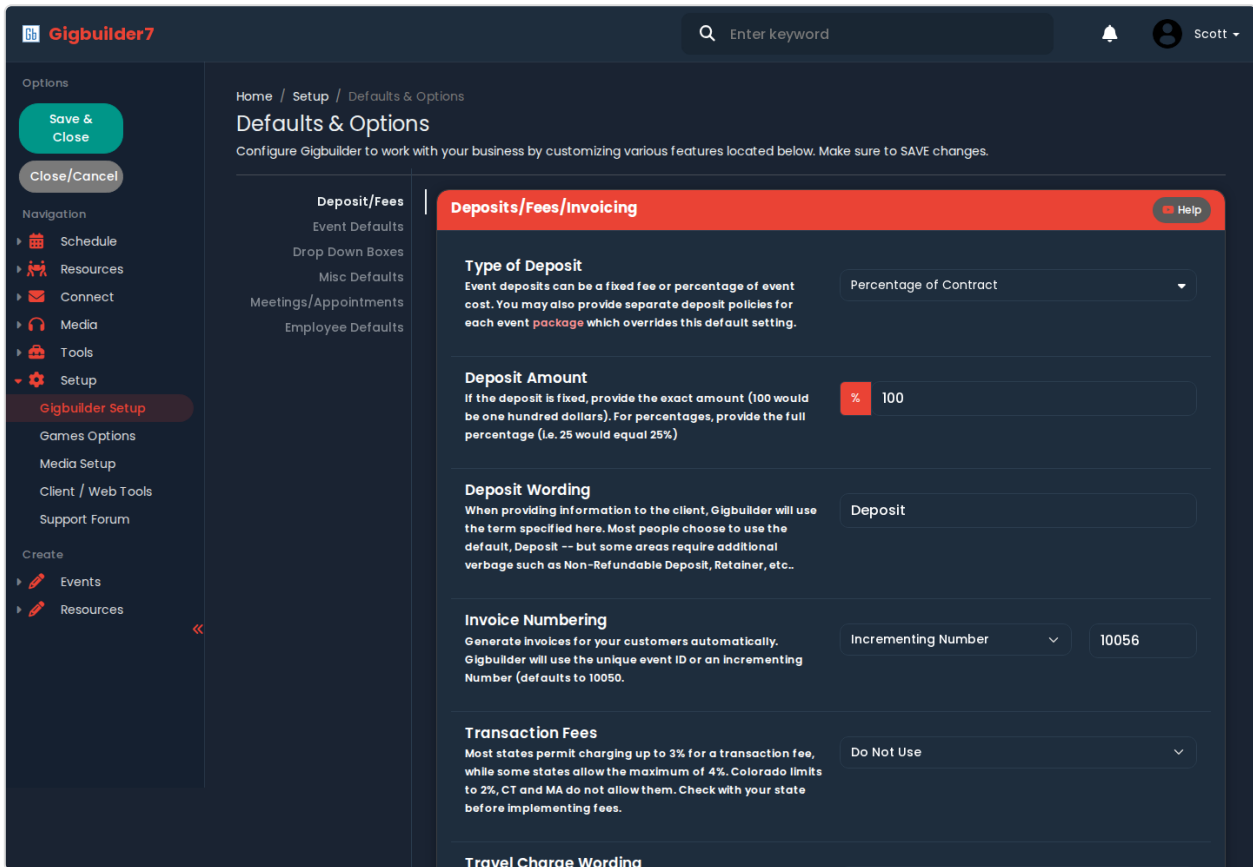 Gb Gigbuilder7
Enter keyword
Scott
Options
Save &
Close
Close/Cancel
Navigation
Schedule
Resources
Connect
Media
Tools
Setup
Gigbuilder Setup
Games Options
Media Setup
Client / Web Tools
Support Forum
Create
Events
Resources
Home / Setup / Defaults & Options
Defaults & Options
Configure Gigbuilder to work with your business by customizing various features located below. Make sure to SAVE changes.
Deposit/Fees
Event Defaults
Drop Down Boxes
Misc Defaults
Meetings/Appointments
Employee Defaults
Deposits/Fees/Invoicing
Help
Type of Deposit
Event deposits can be a fixed fee or percentage of event
cost. You may also provide separate deposit policies for
each event package which overrides this default setting.
Percentage of Contract
Deposit Amount
If the deposit is fixed, provide the exact amount (100 would
be one hundred dollars). For percentages, provide the full
percentage (i.e. 25 would equal 25%)
% 100
Deposit Wording
When providing information to the client, Gigbuilder will use
the term specified here. Most people choose to use the
default, Deposit -- but some areas require additional
verbage such as Non-Refundable Deposit, Retainer, etc..
Deposit
Invoice Numbering
Generate invoices for your customers automatically.
Gigbuilder will use the unique event ID or an incrementing
Number (defaults to 10050.
Incrementing Number
10056
Transaction Fees
Most states permit charging up to 3% for a transaction fee,
while some states allow the maximum of 4%. Colorado limits
to 2%, CT and MA do not allow them. Check with your state
before implementing fees.
Do Not Use
Travel Charge Wording